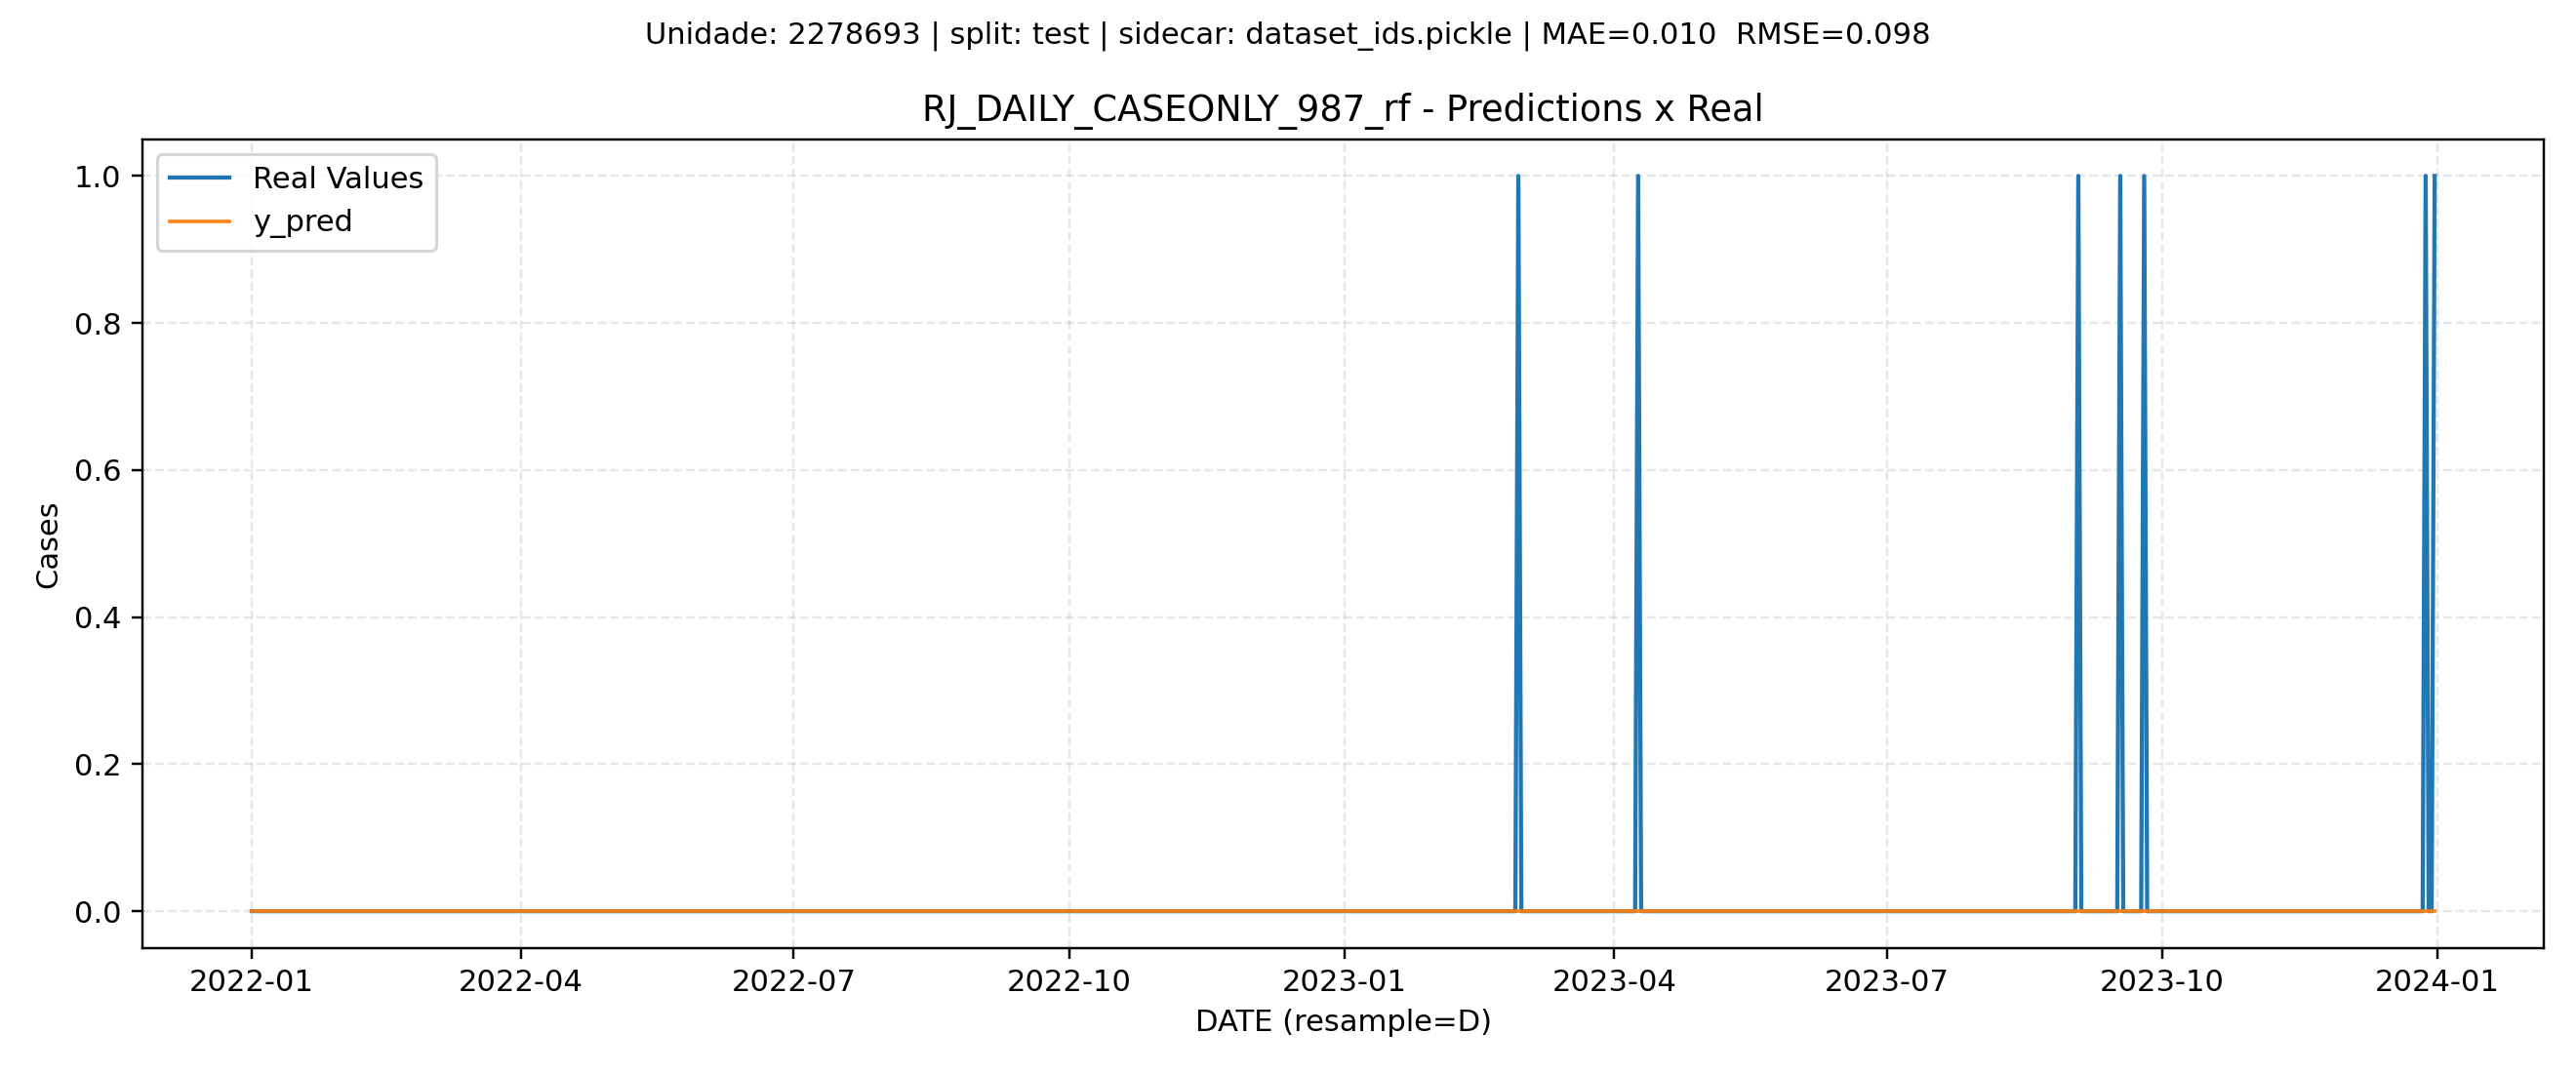 Unidade: 2278693 | split: test | sidecar: dataset_ids.pickle | MAE=0.010  RMSE=0.098
RJ_DAILY_CASEONLY_987_rf - Predictions x Real
Real Values
y_pred
1.0
0.8
0.6
0.4
0.2
0.0
Cases
2022-01 2022-04 2022-07 2022-10 2023-01 2023-04 2023-07 2023-10 2024-01
DATE (resample=D)